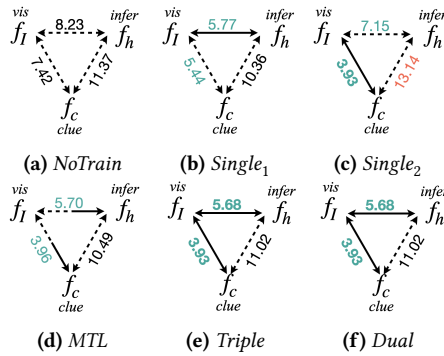 vis
infer
f_I 8.23 f_h
7.42 11.37
f_c
clue
(a) NoTrain
vis
infer
f_I 5.77 f_h
5.44 10.36
f_c
clue
(b) Single₁
vis
infer
f_I 7.15 f_h
3.93 13.14
f_c
clue
(c) Single₂
vis
infer
f_I 5.70 f_h
3.96 10.49
f_c
clue
(d) MTL
vis
infer
f_I 5.68 f_h
3.93 11.02
f_c
clue
(e) Triple
vis
infer
f_I 5.68 f_h
3.93 11.02
f_c
clue
(f) Dual